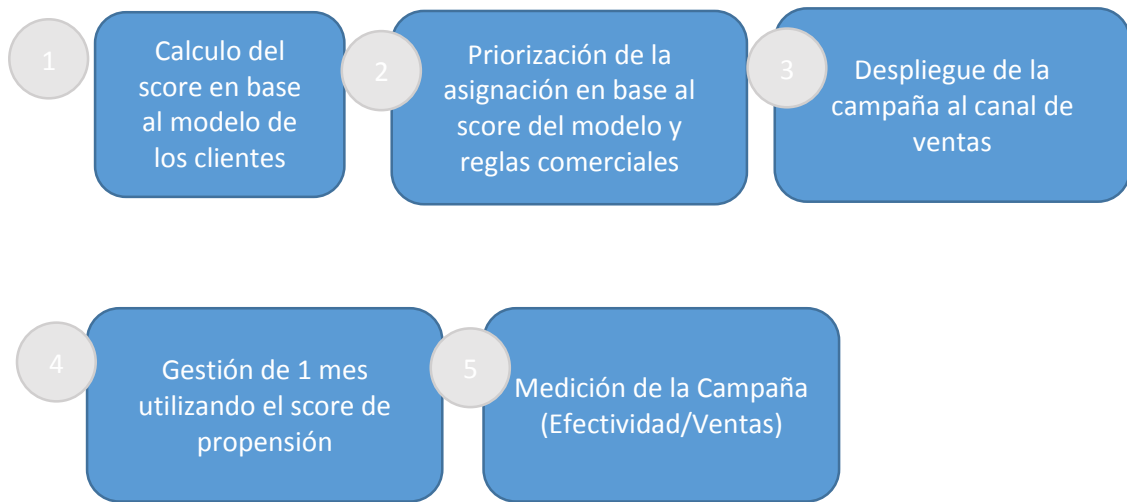 1
Calculo del
score en base
al modelo de
los clientes
2
Priorización de la
asignación en base al
score del modelo y
reglas comerciales
3
Despliegue de la
campaña al canal de
ventas
4
Gestión de 1 mes
utilizando el score de
propensión
5
Medición de la Campaña
(Efectividad/Ventas)